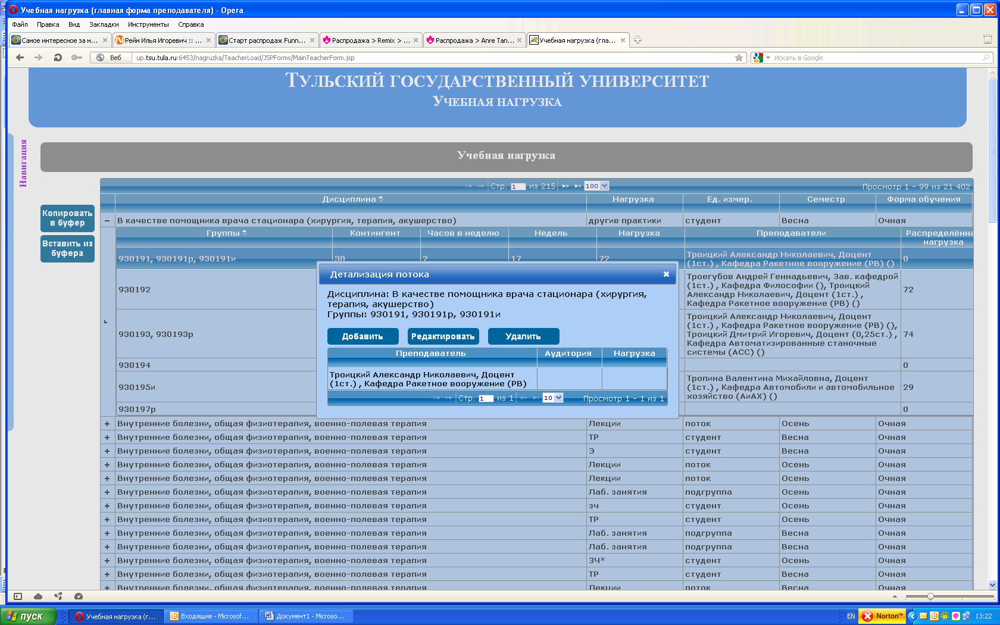 Учебная нагрузка (главная форма преподавателя) - Opera
Файл Правка Вид Закладки Инструменты Справка
Самое интересное за н... Рейм Илья Игоревич :: ... Старт распродаж Funn... Распродажа > Remix > ... Распродажа > Anre Tan... Учебная нагрузка (гла...
Веб up.tsu.tula.ru:6453/nagruzka/TeacherLoad/JSPForms/MainTeacherForm.jsp Искать в Google
ТУЛЬСКИЙ ГОСУДАРСТВЕННЫЙ УНИВЕРСИТЕТ
УЧЕБНАЯ НАГРУЗКА
Навигация
Учебная нагрузка
Копировать
в буфер
Вставить из
буфера
Стр. 1 из 215 100 Просмотр 1 - 99 из 21 402
Дисциплина Нагрузка Ед. измер. Семестр Форма обучения
− В качестве помощника врача стационара (хирургия, терапия, акушерство) другие практики студент Весна Очная
Группы Контингент Часов в неделю Недель Нагрузка Преподаватели Распределённа
нагрузка
930191, 930191р, 930191и 30 2 17 72 Троицкий Александр Николаевич, Доцент
(1ст.) , Кафедра Ракетное вооружение (РВ) () 0
930192 Троегубов Андрей Геннадьевич, Зав. кафедрой
(1ст.) , Кафедра Философии (), Троицкий
Александр Николаевич, Доцент (1ст.) ,
Кафедра Ракетное вооружение (РВ) () 72
930193, 930193р Троицкий Александр Николаевич, Доцент
(1ст.) , Кафедра Ракетное вооружение (РВ) (),
Троицкий Дмитрий Игоревич, Доцент (0,25ст.) ,
Кафедра Автоматизированные станочные
системы (АСС) () 74
930194 0
930195и Тропина Валентина Михайловна, Доцент
(1ст.) , Кафедра Автомобили и автомобильное
хозяйство (АиАХ) () 29
930197р 0
Детализация потока
Дисциплина: В качестве помощника врача стационара (хирургия,
терапия, акушерство)
Группы: 930191, 930191р, 930191и
Добавить Редактировать Удалить
Преподаватель Аудитория Нагрузка
Троицкий Александр Николаевич, Доцент
(1ст.) , Кафедра Ракетное вооружение (РВ)
Стр. 1 из 1 10 Просмотр 1 - 1 из 1
+ Внутренние болезни, общая физиотерапия, военно-полевая терапия Лекции поток Осень Очная
+ Внутренние болезни, общая физиотерапия, военно-полевая терапия ТР студент Весна Очная
+ Внутренние болезни, общая физиотерапия, военно-полевая терапия Э студент Весна Очная
+ Внутренние болезни, общая физиотерапия, военно-полевая терапия Лекции поток Осень Очная
+ Внутренние болезни, общая физиотерапия, военно-полевая терапия Лекции поток Осень Очная
+ Внутренние болезни, общая физиотерапия, военно-полевая терапия Лаб. занятия подгруппа Осень Очная
+ Внутренние болезни, общая физиотерапия, военно-полевая терапия зч студент Осень Очная
+ Внутренние болезни, общая физиотерапия, военно-полевая терапия ТР студент Осень Очная
+ Внутренние болезни, общая физиотерапия, военно-полевая терапия Лаб. занятия подгруппа Весна Очная
+ Внутренние болезни, общая физиотерапия, военно-полевая терапия Лаб. занятия подгруппа Весна Очная
+ Внутренние болезни, общая физиотерапия, военно-полевая терапия ЗЧ* студент Осень Очная
+ Внутренние болезни, общая физиотерапия, военно-полевая терапия ТР студент Весна Очная
+ Внутренние болезни, общая физиотерапия, военно-полевая терапия Лекции поток Весна Очная
пуск Учебная нагрузка (г... Входящие - Microsof... Документ1 - Microso... EN Norton™ 13:22